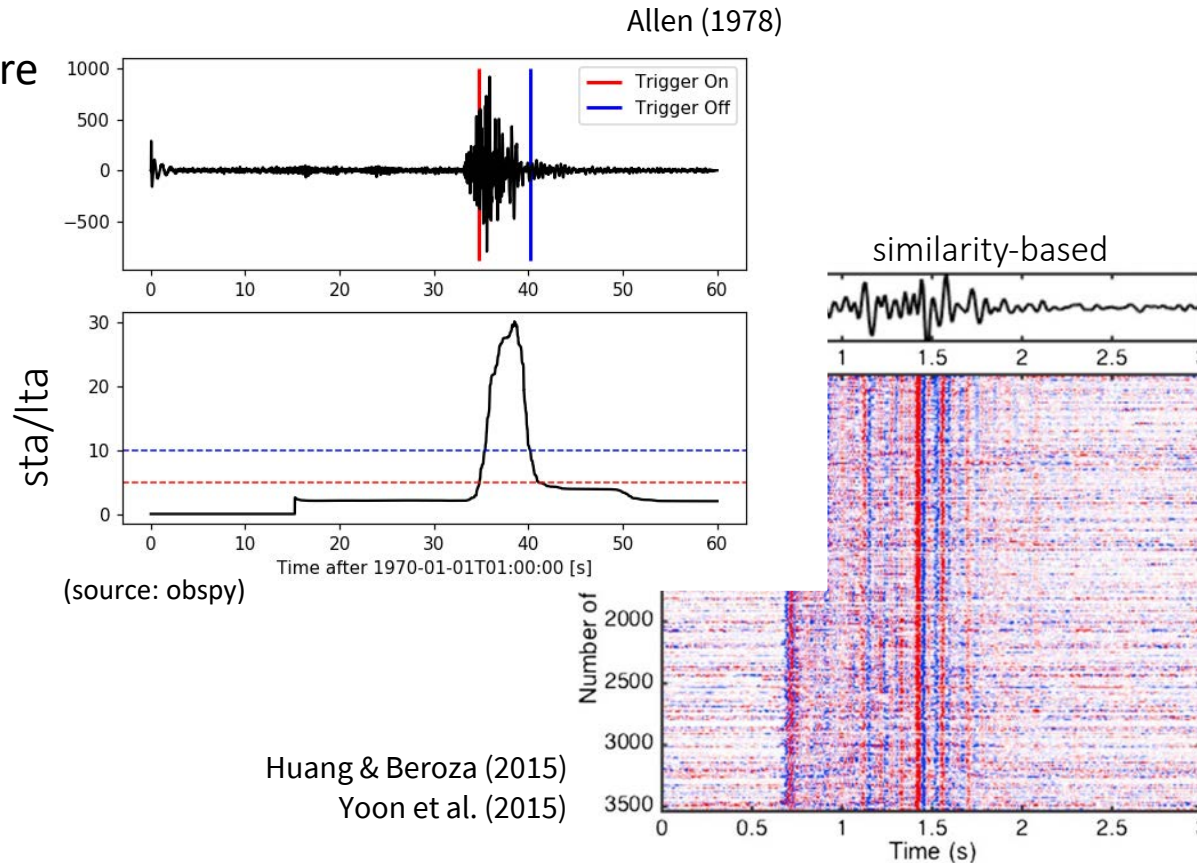 Allen (1978)
re
1000
500
0
−500
Trigger On
Trigger Off
0 10 20 30 40 50 60
sta/lta
30
20
10
0
0 10 20 30 40 50 60
Time after 1970-01-01T01:00:00 [s]
(source: obspy)
similarity-based
1 1.5 2 2.5
Number of
2000
2500
3000
3500
0 0.5 1 1.5 2 2.5
Time (s)
Huang & Beroza (2015)
Yoon et al. (2015)